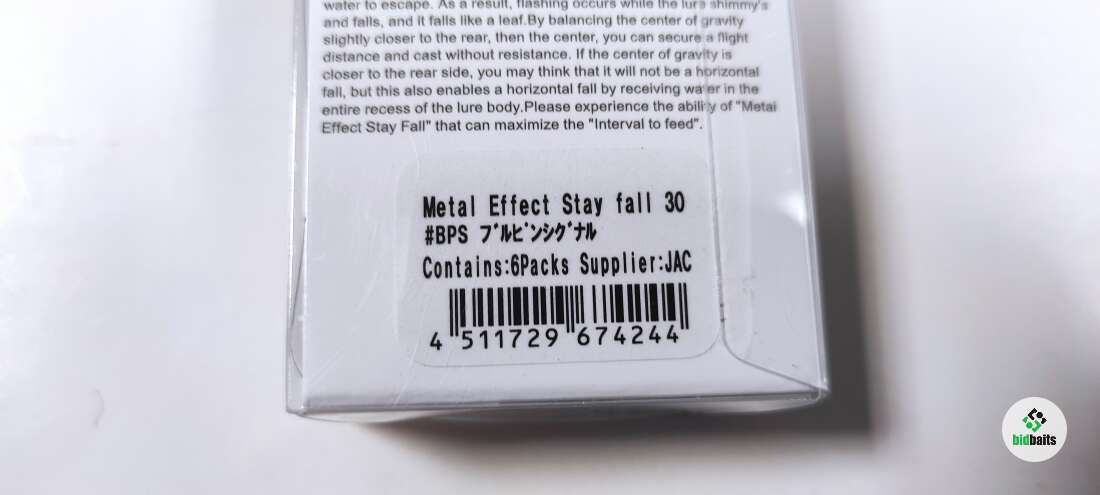 water to escape. As a result, flashing occurs while the lura shimmy's
and falls, and it falls like a leaf.By balancing the center of gravity
slightly closer to the rear, then the center, you can secure a flight
distance and cast without resistance. If the center of gravity is
closer to the rear side, you may think that it will not be a horizontal
fall, but this also enables a horizontal fall by receiving water in the
entire recess of the lure body.Please experience the ability of "Metal
Effect Stay Fall" that can maximize the "Interval to feed".
Metal Effect Stay fall 30
#BPS ﾌﾞﾙﾋﾟﾝｼｸﾞﾅﾙ
Contains:6Packs Supplier:JAC
4 511729 674244
bidbaits